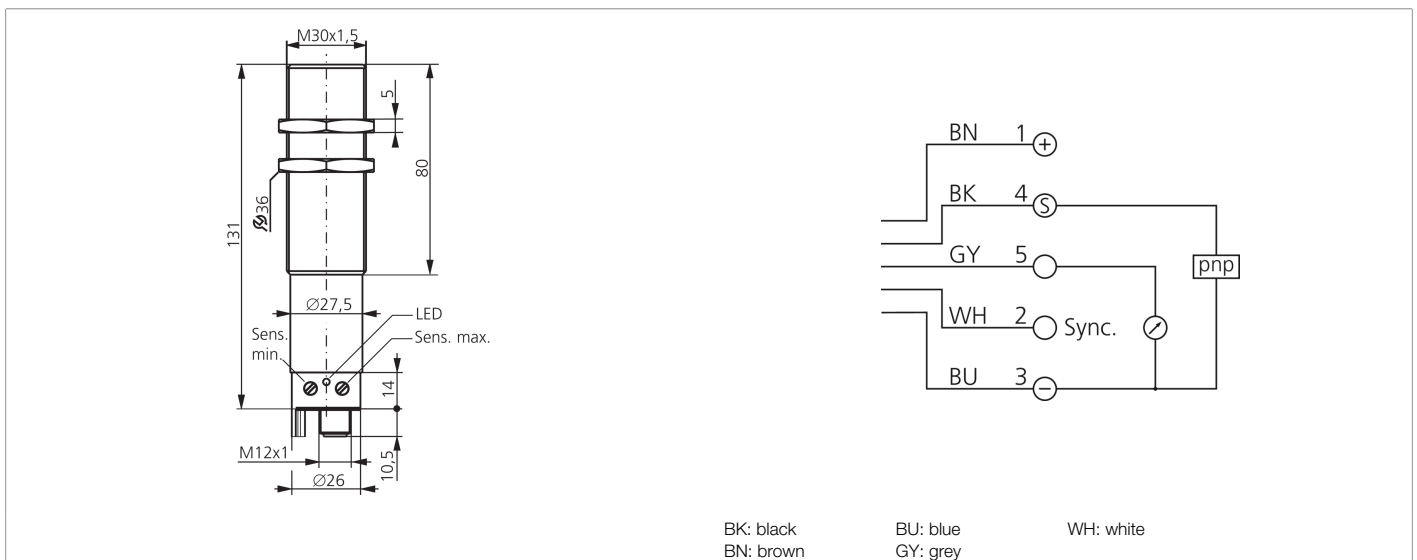 M30x1,5
5
80
36
131
Ø27,5
LED
Sens. min.
Sens. max.
14
M12x1
10,5
Ø26
BN 1 +
BK 4 S
GY 5
pnp
WH 2 Sync.
BU 3 −
BK: black BU: blue WH: white
BN: brown GY: grey